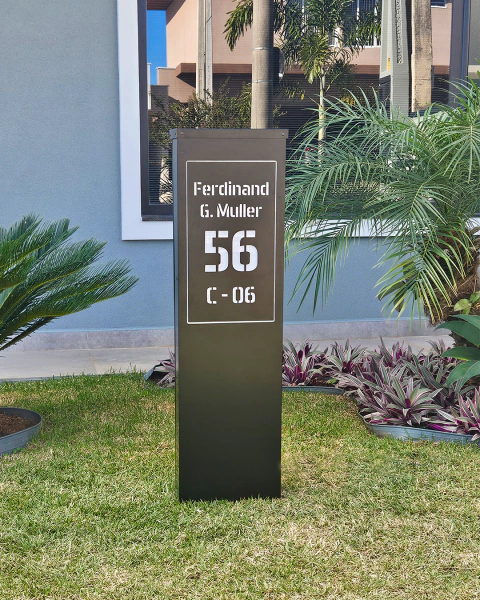 Ferdinand
G. Muller
56
C - 06